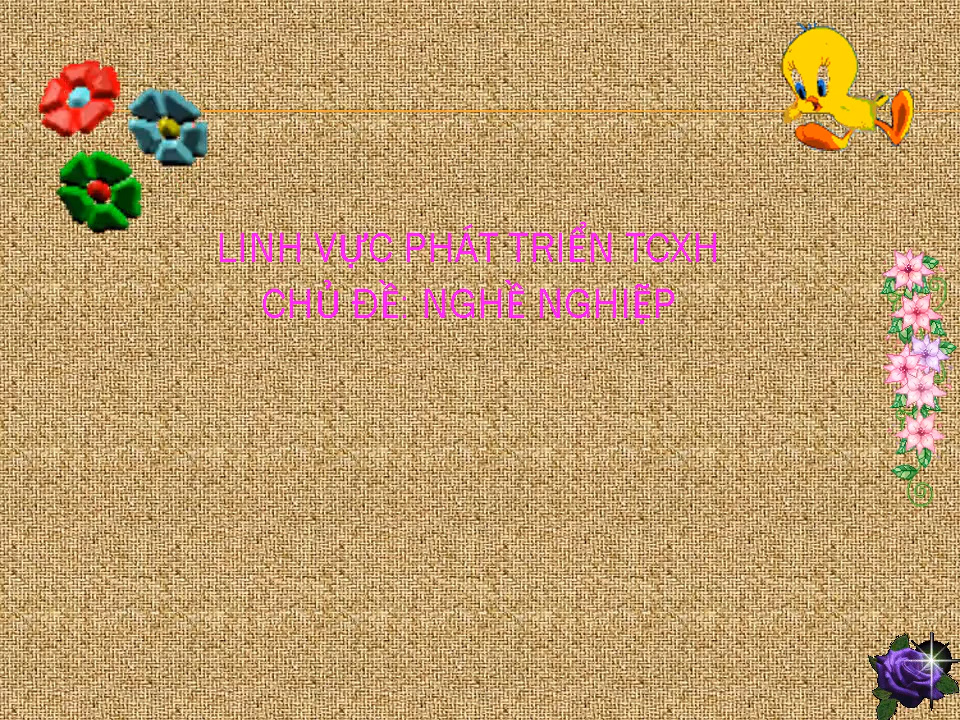 LINH VỰC PHÁT TRIỂN TCXH
CHỦ ĐỀ: NGHỀ NGHIỆP